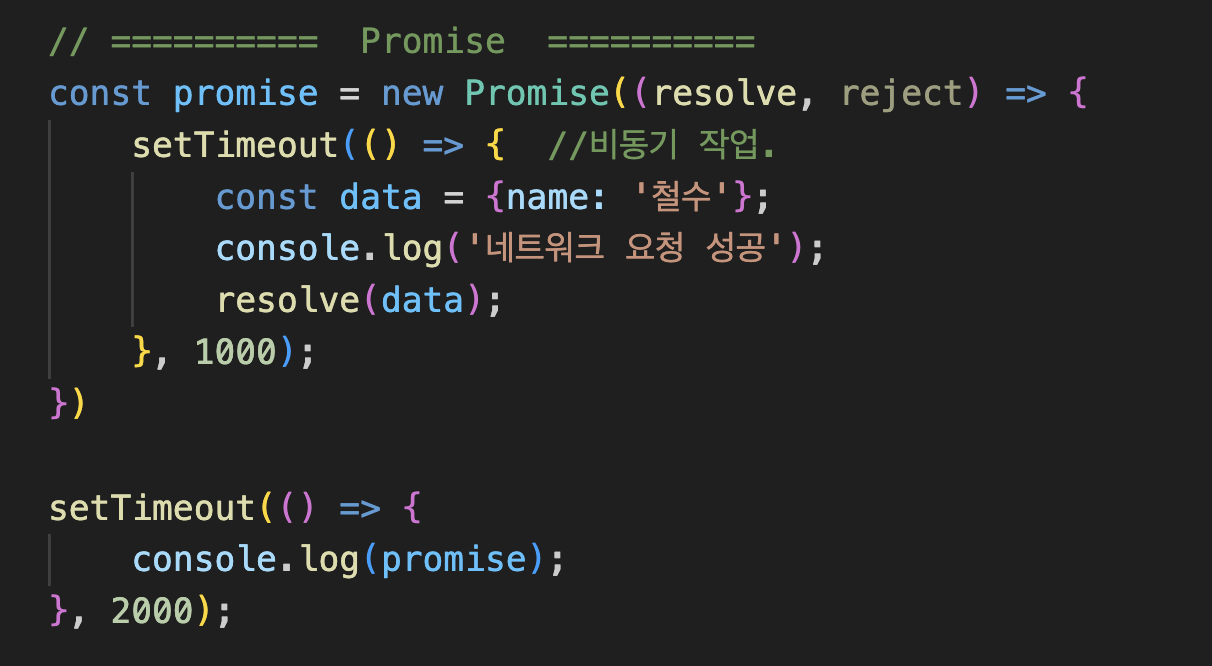 // ========== Promise ==========
const promise = new Promise((resolve, reject) => {
    setTimeout(() => {  //비동기 작업.
        const data = {name: '철수'};
        console.log('네트워크 요청 성공');
        resolve(data);
    }, 1000);
})
setTimeout(() => {
    console.log(promise);
}, 2000);